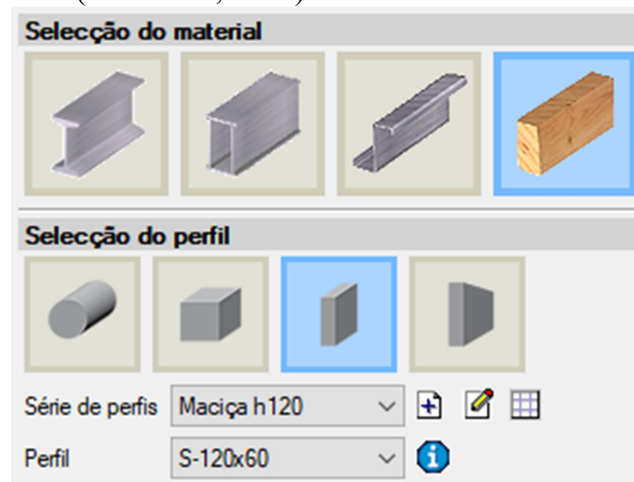 Selecção do material
Selecção do perfil
Série de perfis Maciça h120
Perfil S-120x60